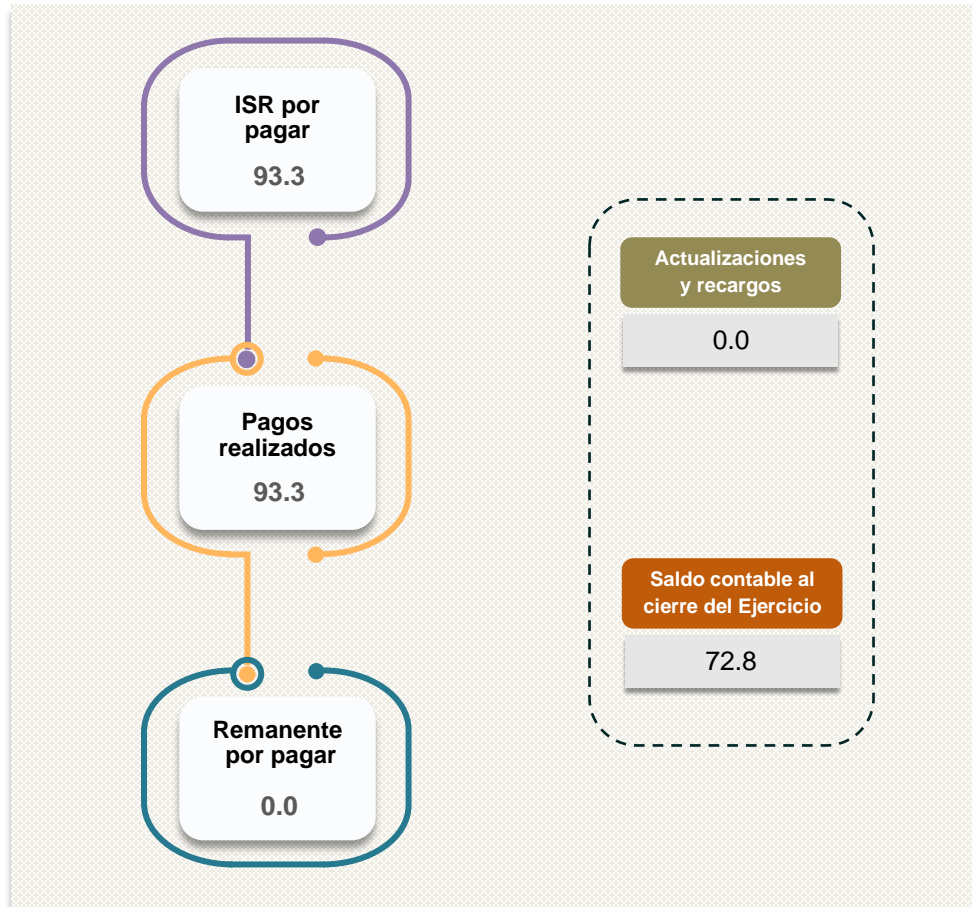 ISR por
pagar
93.3
Pagos
realizados
93.3
Remanente
por pagar
0.0
Actualizaciones
y recargos
0.0
Saldo contable al
cierre del Ejercicio
72.8